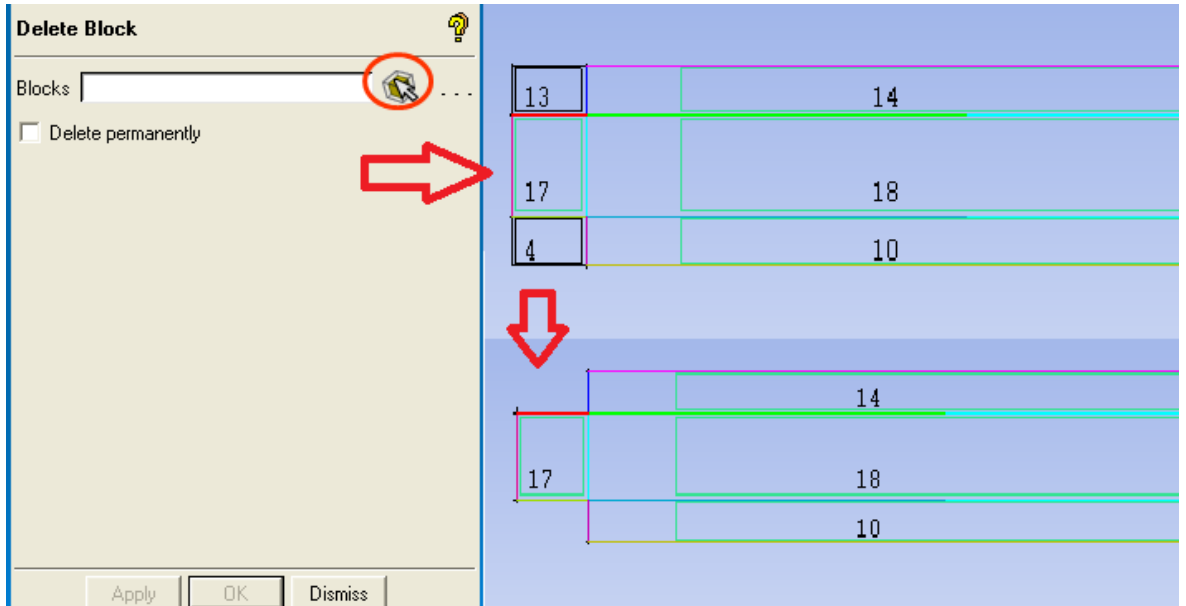 Delete Block
Blocks
. . .
Delete permanently
Apply OK Dismiss
13 14
17 18
4 10
14
17 18
10